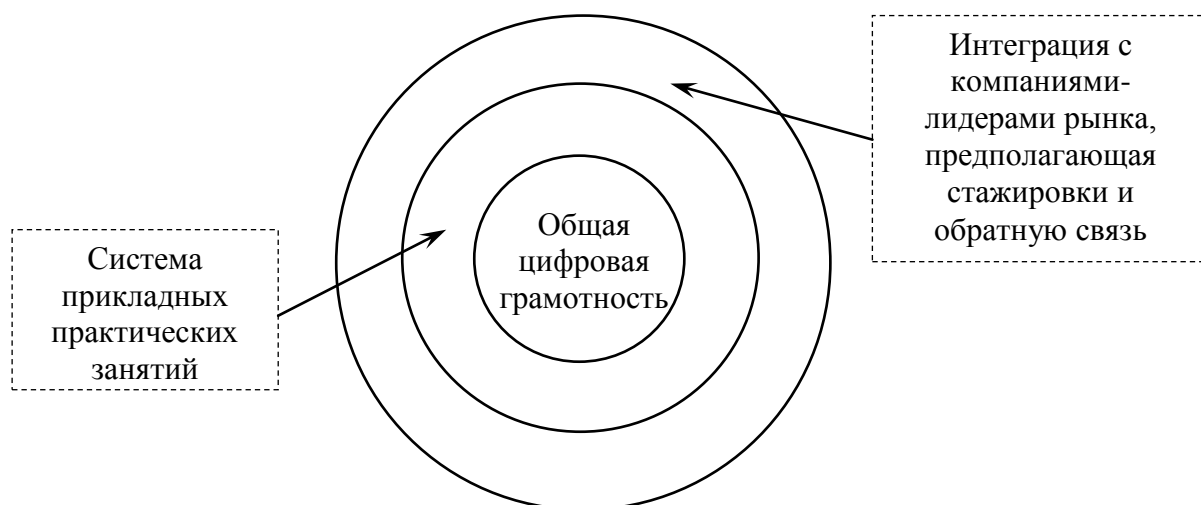 Интеграция с
компаниями-
лидерами рынка,
предполагающая
стажировки и
обратную связь
Общая
цифровая
грамотность
Система
прикладных
практических
занятий